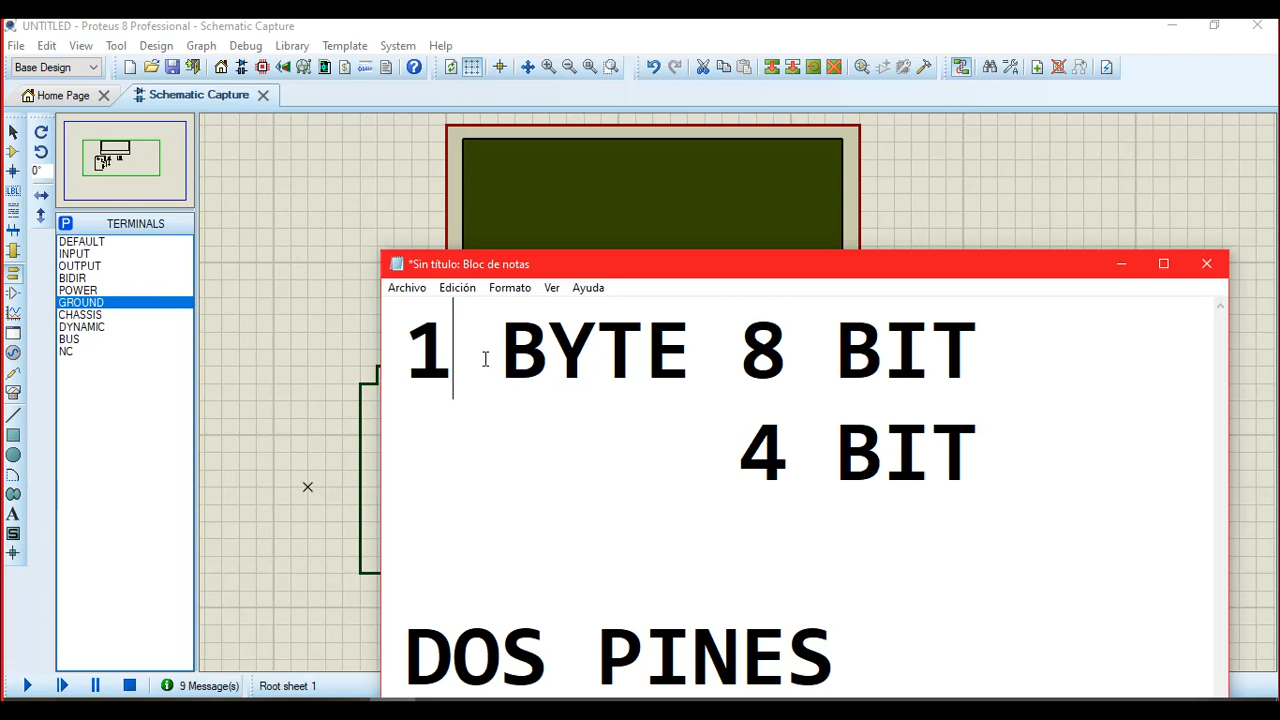 UNTITLED - Proteus 8 Professional - Schematic Capture
File Edit View Tool Design Graph Debug Library Template System Help
Base Design
Home Page
Schematic Capture
LBL
0°
P TERMINALS
DEFAULT
INPUT
OUTPUT
BIDIR
POWER
GROUND
CHASSIS
DYNAMIC
BUS
NC
*Sin título: Bloc de notas
Archivo Edición Formato Ver Ayuda
1 BYTE 8 BIT
4 BIT
DOS PINES
9 Message(s)
Root sheet 1